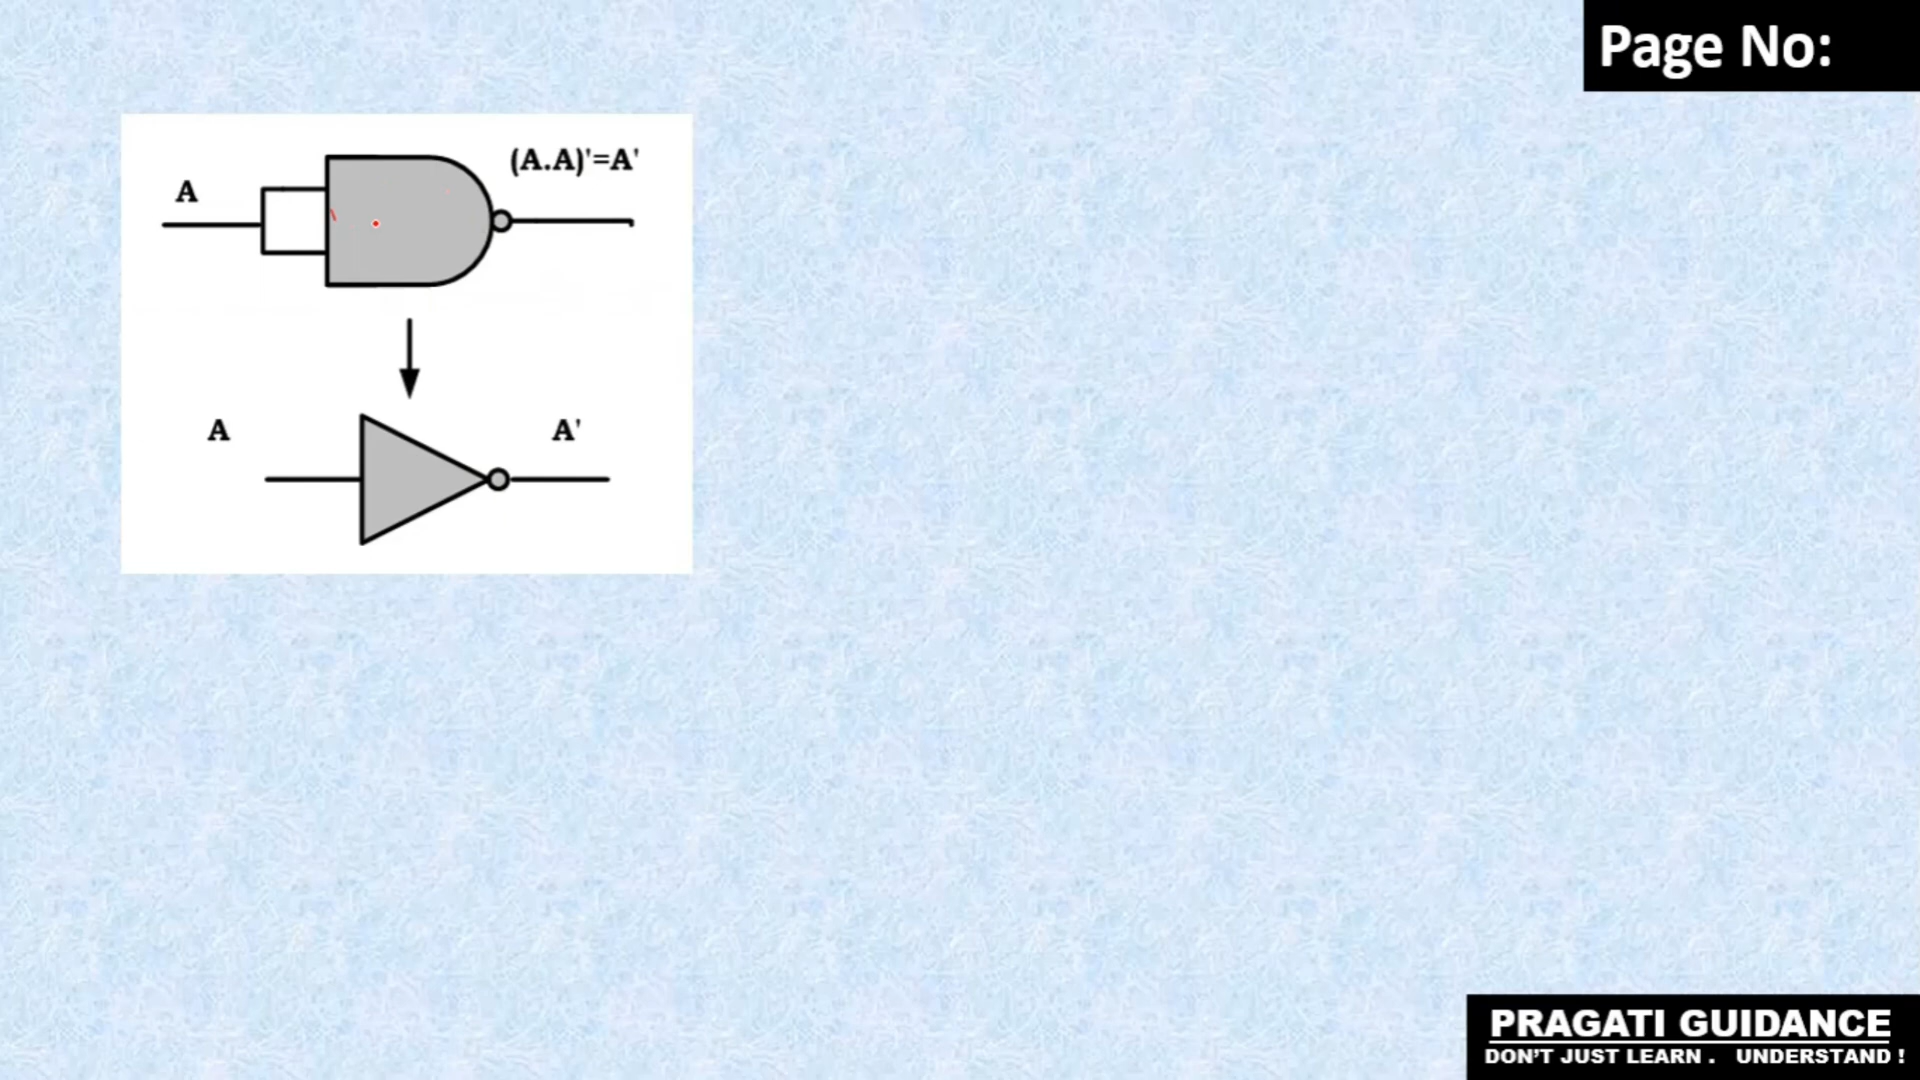 Page No:
A
(A.A)'=A'
A
A'
PRAGATI GUIDANCE
DON'T JUST LEARN . UNDERSTAND !